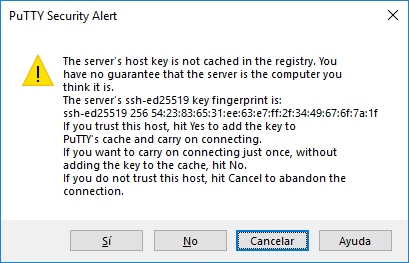 PuTTY Security Alert
The server's host key is not cached in the registry. You
have no guarantee that the server is the computer you
think it is.
The server's ssh-ed25519 key fingerprint is:
ssh-ed25519 256 54:23:83:65:31:ee:63:e7:ff:2f:34:49:67:6f:7a:1f
If you trust this host, hit Yes to add the key to
PuTTY's cache and carry on connecting.
If you want to carry on connecting just once, without
adding the key to the cache, hit No.
If you do not trust this host, hit Cancel to abandon the
connection.
Sí No Cancelar Ayuda